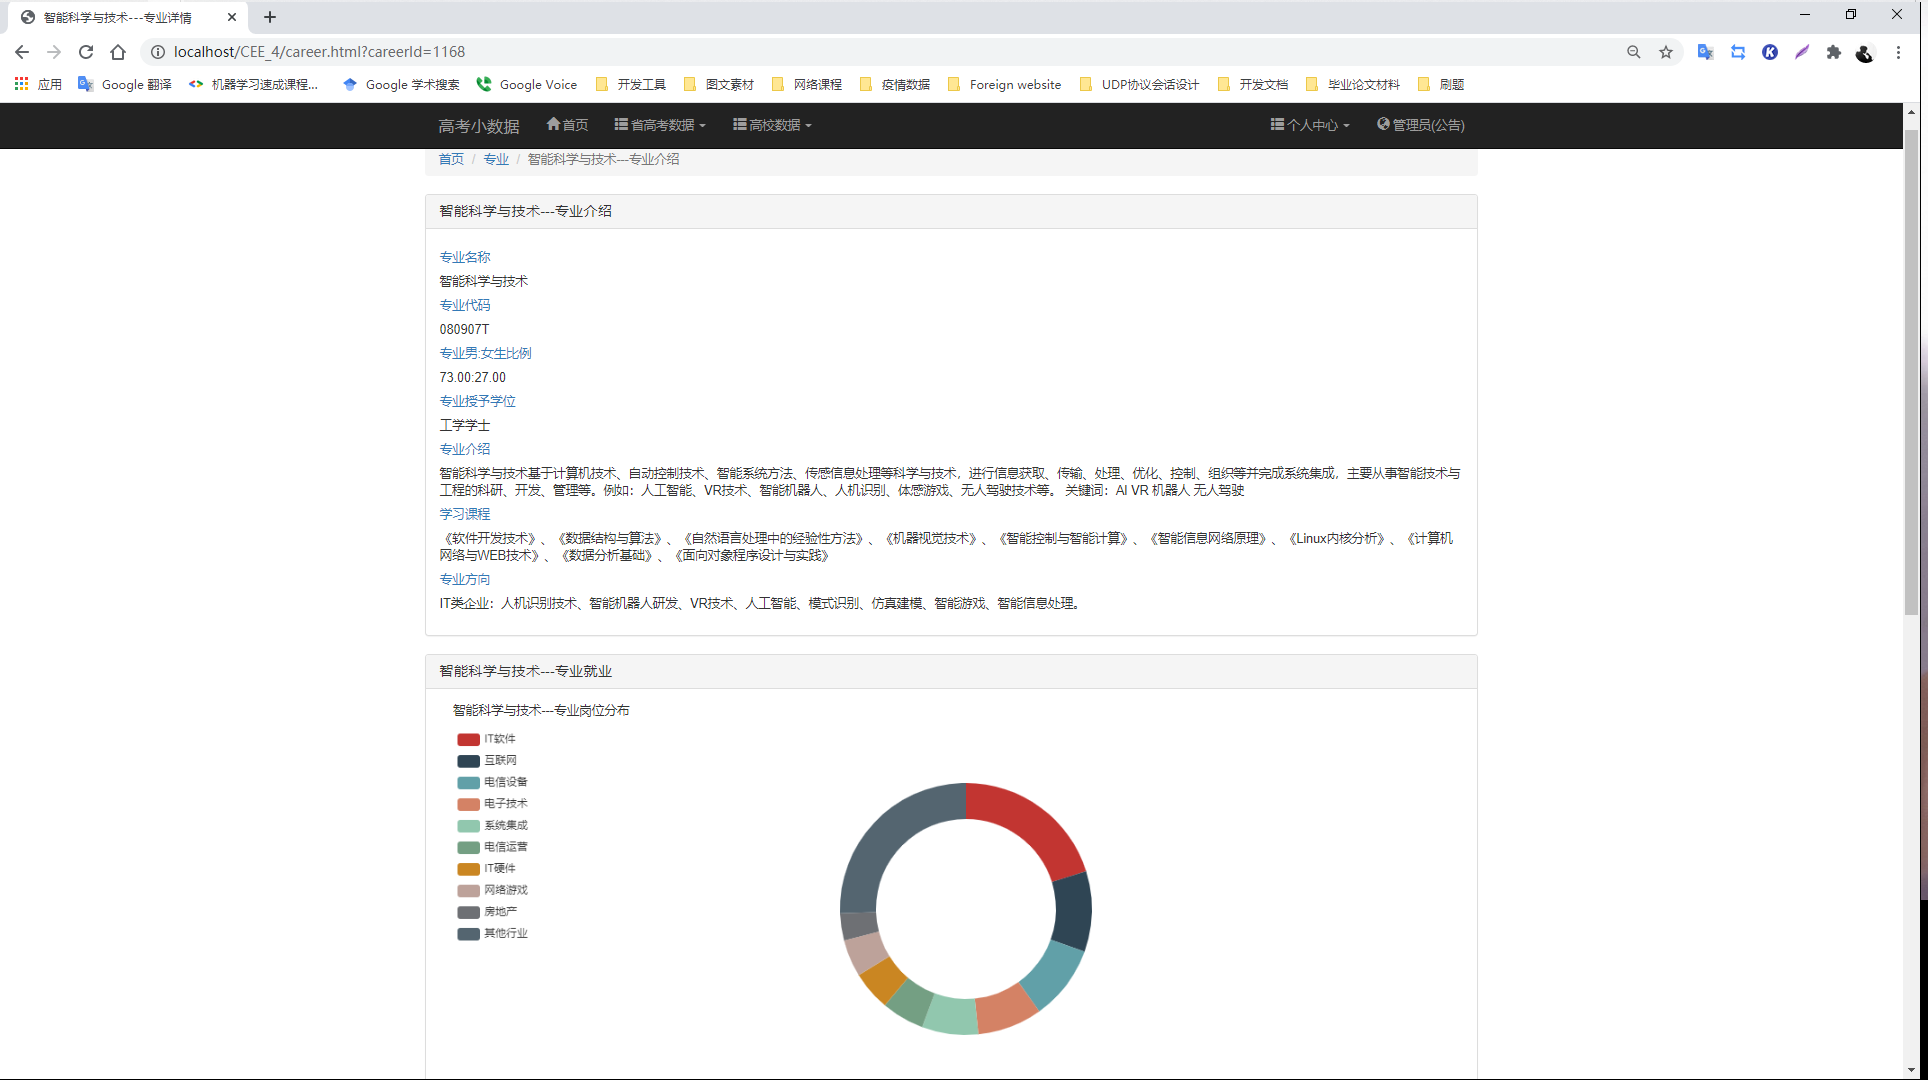 智能科学与技术---专业详情
localhost/CEE_4/career.html?careerId=1168
应用 Google 翻译 机器学习速成课程... Google 学术搜索 Google Voice 开发工具 图文素材 网络课程 疫情数据 Foreign website UDP协议会话设计 开发文档 毕业论文材料 刷题
高考小数据 首页 省高考数据 高校数据 个人中心 管理员(公告)
首页 / 专业 / 智能科学与技术---专业介绍
智能科学与技术---专业介绍
专业名称
智能科学与技术
专业代码
080907T
专业男:女生比例
73.00:27.00
专业授予学位
工学学士
专业介绍
智能科学与技术基于计算机技术、自动控制技术、智能系统方法、传感信息处理等科学与技术，进行信息获取、传输、处理、优化、控制、组织等并完成系统集成，主要从事智能技术与
工程的科研、开发、管理等。例如：人工智能、VR技术、智能机器人、人机识别、体感游戏、无人驾驶技术等。 关键词：AI VR 机器人 无人驾驶
学习课程
《软件开发技术》、《数据结构与算法》、《自然语言处理中的经验性方法》、《机器视觉技术》、《智能控制与智能计算》、《智能信息网络原理》、《Linux内核分析》、《计算机
网络与WEB技术》、《数据分析基础》、《面向对象程序设计与实践》
专业方向
IT类企业：人机识别技术、智能机器人研发、VR技术、人工智能、模式识别、仿真建模、智能游戏、智能信息处理。
智能科学与技术---专业就业
智能科学与技术---专业岗位分布
IT软件
互联网
电信设备
电子技术
系统集成
电信运营
IT硬件
网络游戏
房地产
其他行业